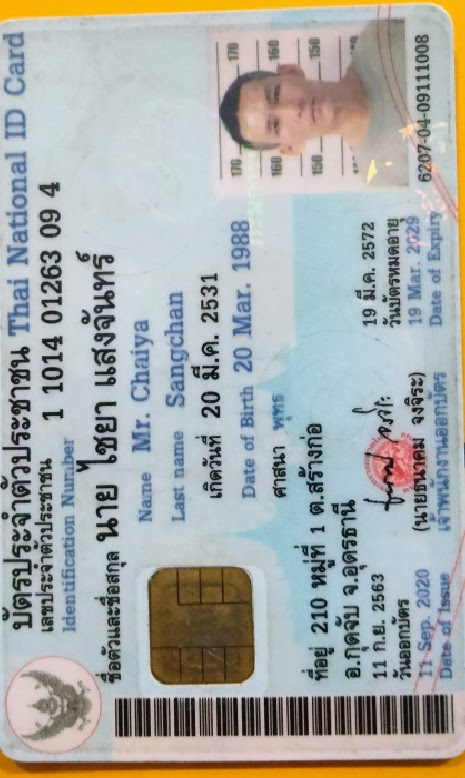 บัตรประจำตัวประชาชน Thai National ID Card
เลขประจำตัวประชาชน 1 1014 01263 09 4
Identification Number
ชื่อตัวและชื่อสกุล นาย ไชยา แสงจันทร์
Name Mr. Chaiya
Last name Sangchan
เกิดวันที่ 20 มี.ค. 2531
Date of Birth 20 Mar. 1988
ศาสนา พุทธ
ที่อยู่ 210 หมู่ที่ 1 ต.สร้างก่อ
อ.กุดจับ จ.อุดรธานี
11 ก.ย. 2563
วันออกบัตร
11 Sep. 2020
Date of Issue
(นายธนาคม จงจิระ)
เจ้าพนักงานออกบัตร
19 มี.ค. 2572
วันบัตรหมดอายุ
19 Mar. 2029
Date of Expiry
170 160 150
170 160 150
6207-04-09111008